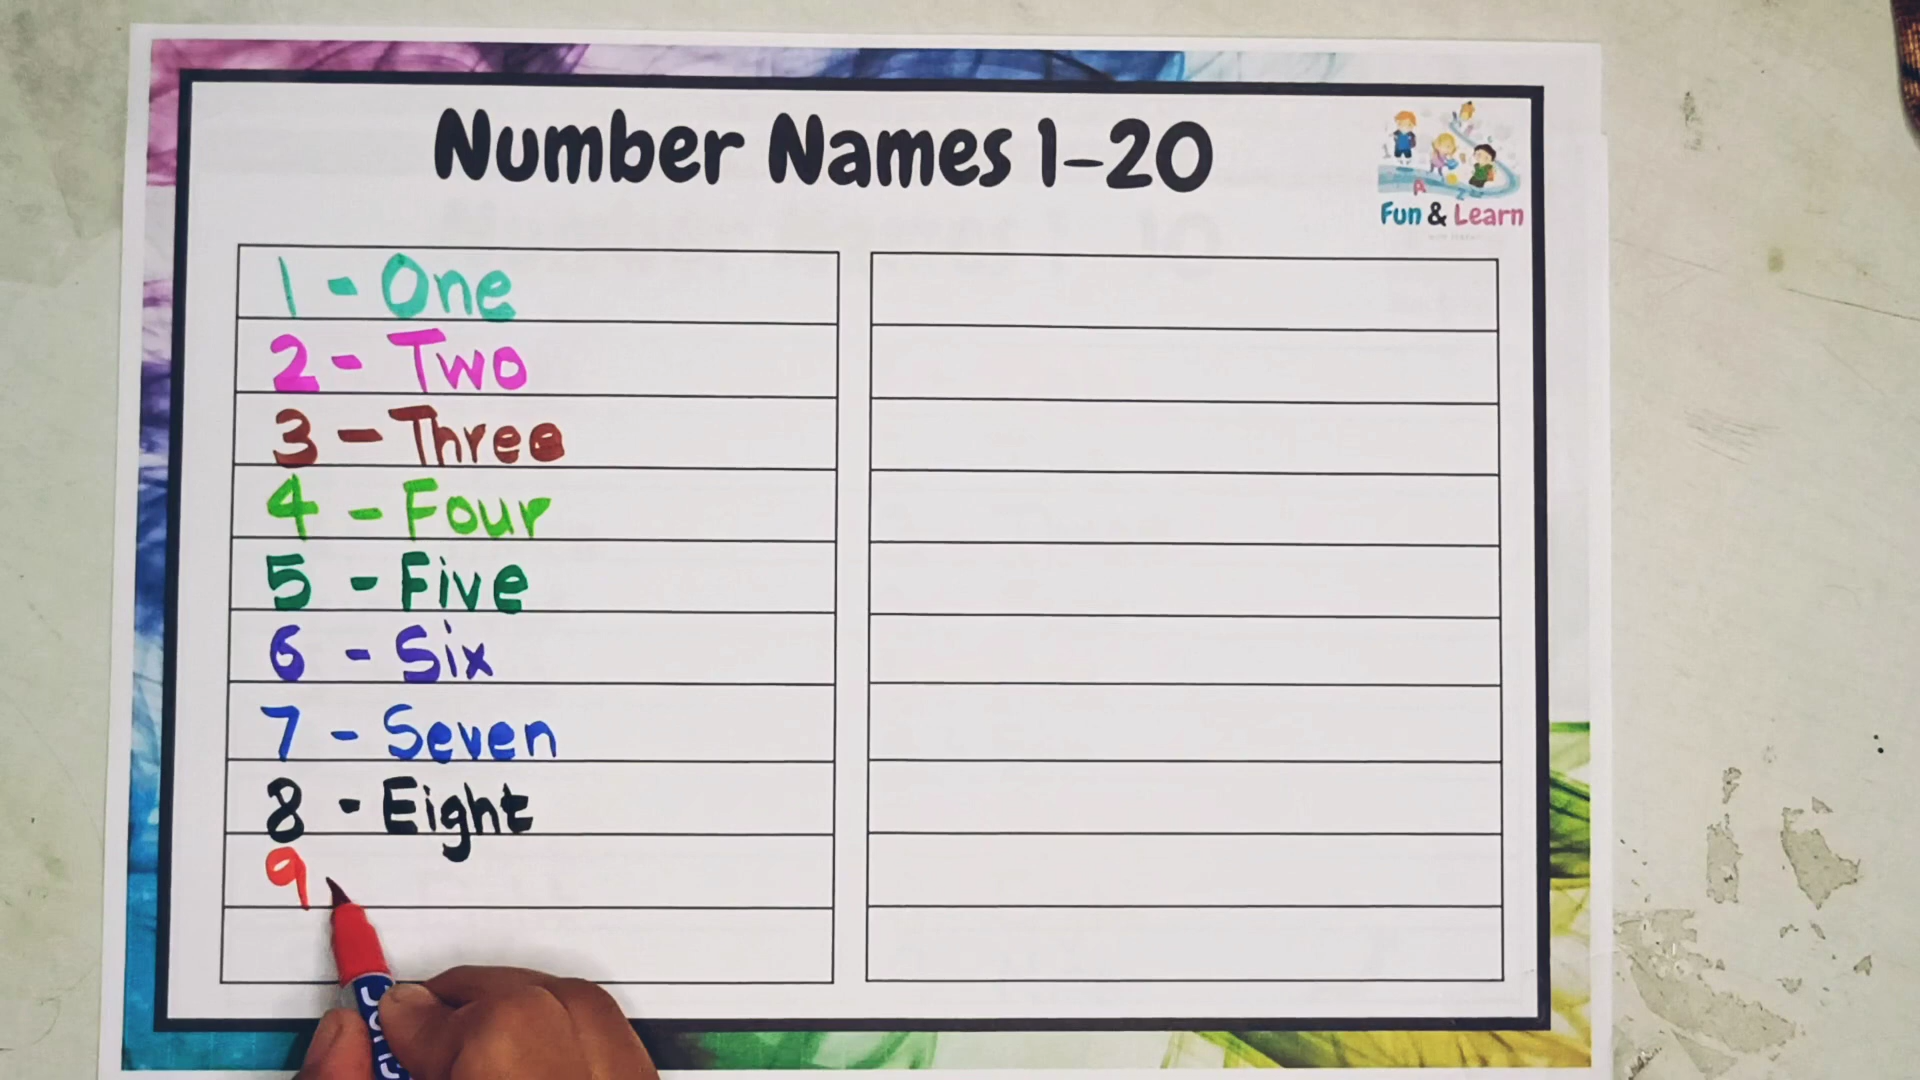 Number Names 1-20
Fun & Learn
1 - One
2 - Two
3 - Three
4 - Four
5 - Five
6 - Six
7 - Seven
8 - Eight
9